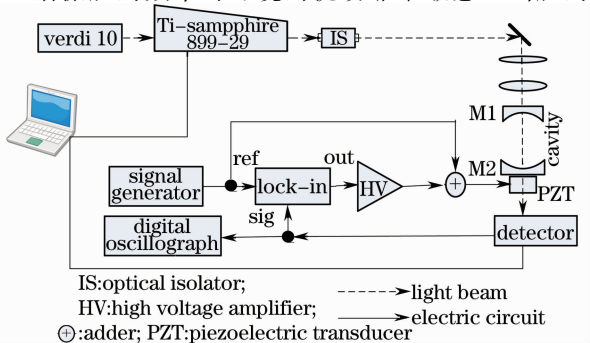 verdi 10
Ti-sampphire
899-29
IS
M1
cavity
M2
PZT
ref
out
signal
generator
lock-in
HV
+
sig
digital
oscillograph
detector
IS:optical isolator;
light beam
HV:high voltage amplifier;
electric circuit
+:adder; PZT:piezoelectric transducer